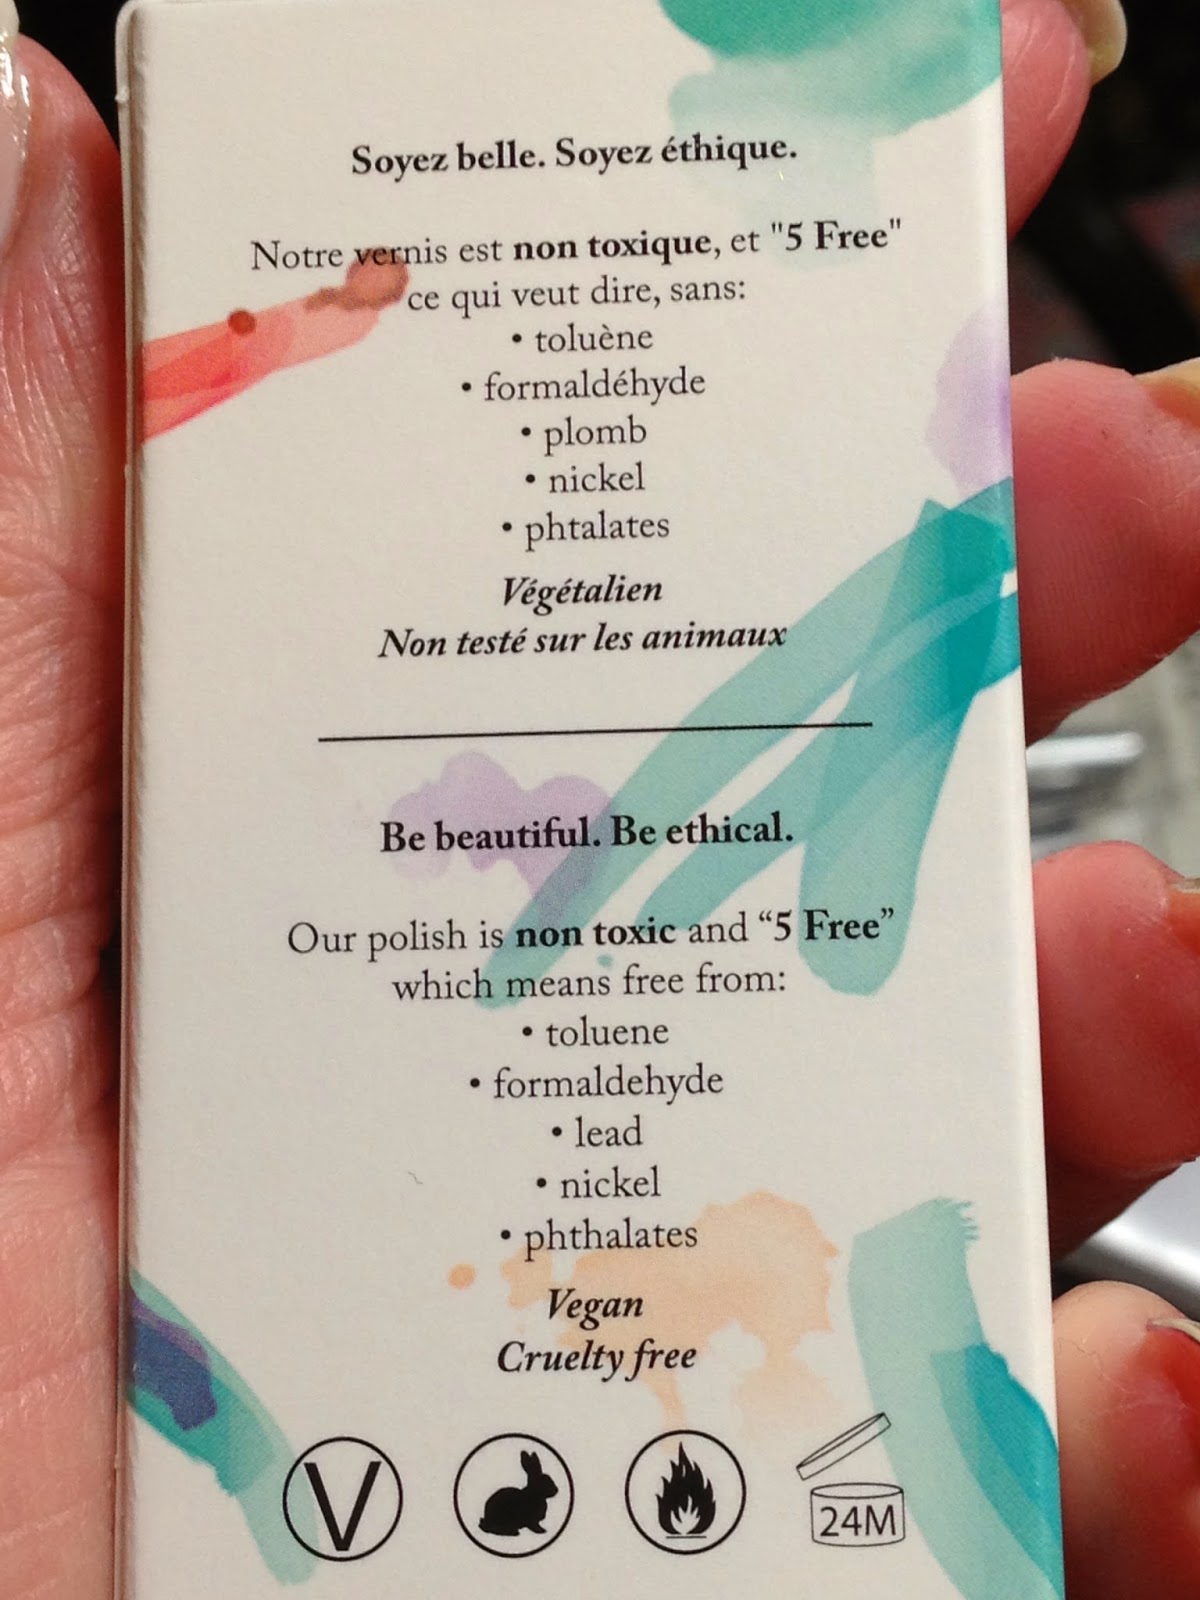 Soyez belle. Soyez éthique.
Notre vernis est non toxique, et "5 Free"
ce qui veut dire, sans:
• toluène
• formaldéhyde
• plomb
• nickel
• phtalates
Végétalien
Non testé sur les animaux
Be beautiful. Be ethical.
Our polish is non toxic and “5 Free”
which means free from:
• toluene
• formaldehyde
• lead
• nickel
• phthalates
Vegan
Cruelty free
V
24M